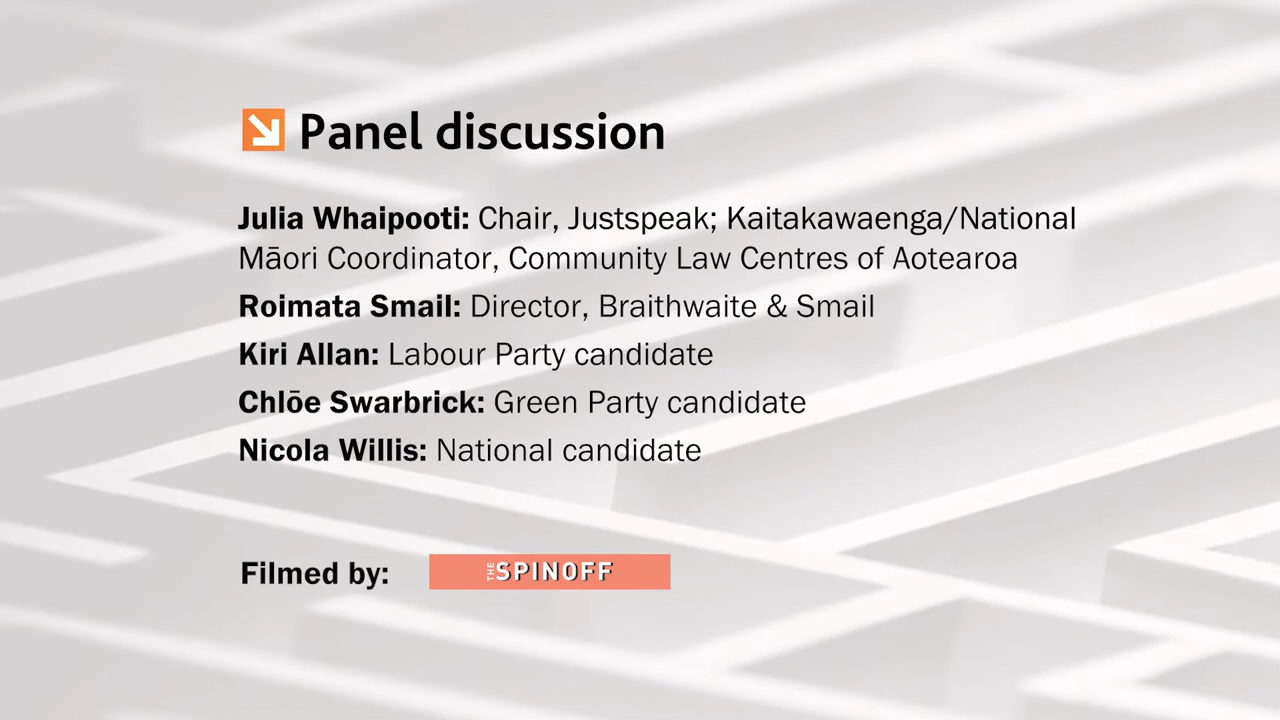 Panel discussion
Julia Whaipooti: Chair, Justspeak; Kaitakawaenga/National
Māori Coordinator, Community Law Centres of Aotearoa
Roimata Smail: Director, Braithwaite & Smail
Kiri Allan: Labour Party candidate
Chlōe Swarbrick: Green Party candidate
Nicola Willis: National candidate
Filmed by: THE SPINOFF